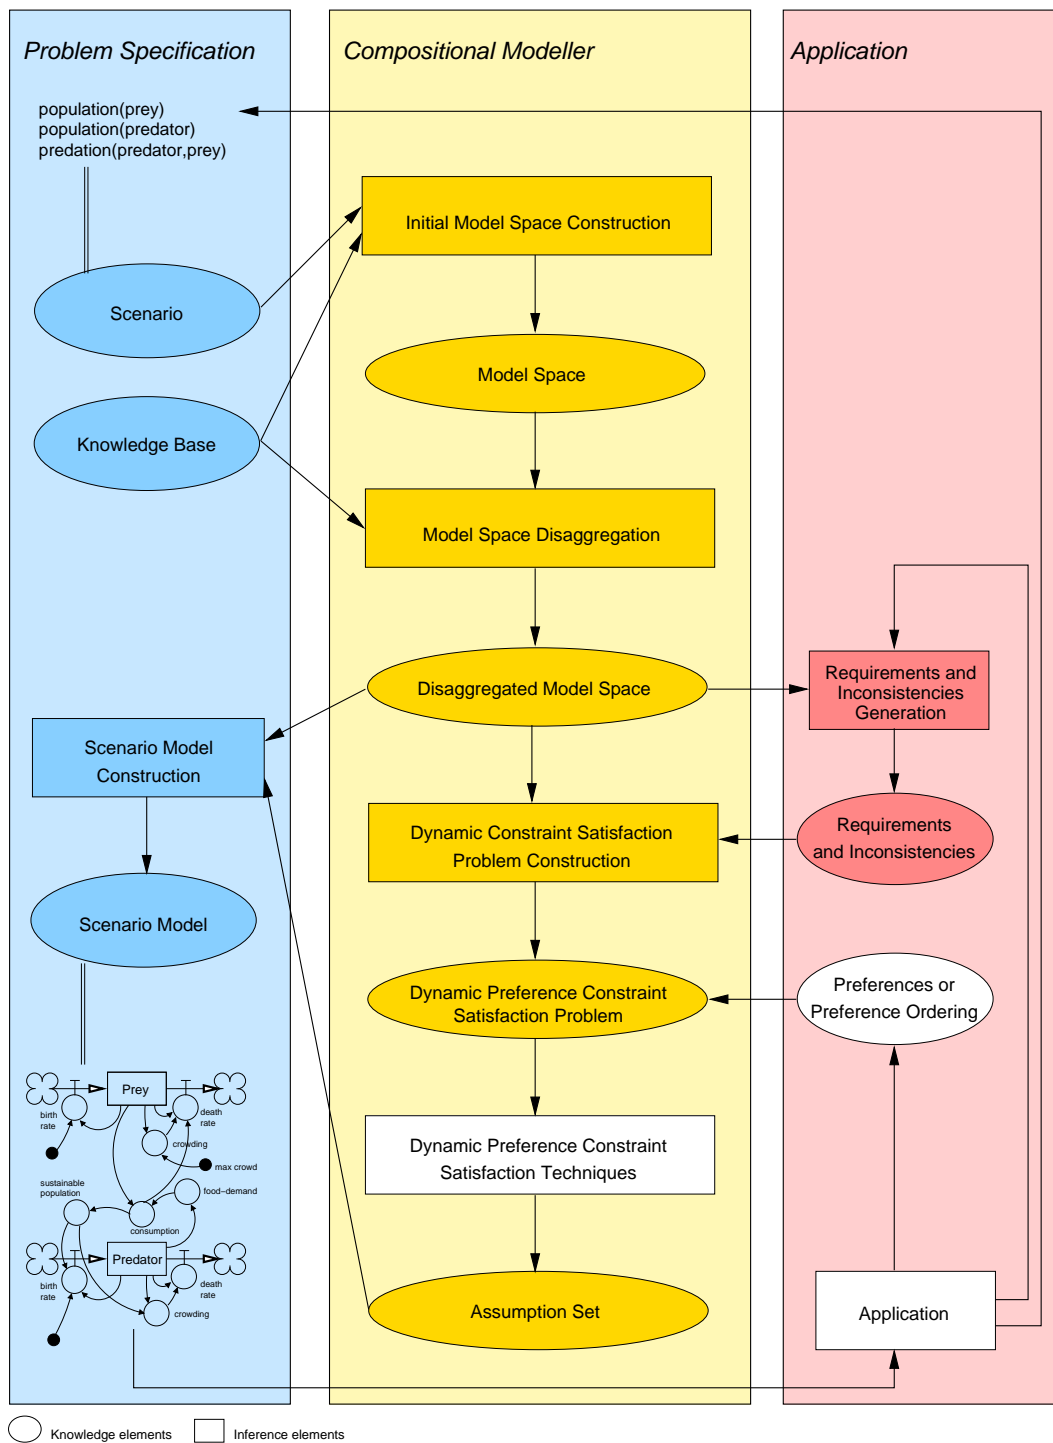 Problem Specification
Compositional Modeller
Application
population(prey)
population(predator)
predation(predator,prey)
Initial Model Space Construction
Scenario
Model Space
Knowledge Base
Model Space Disaggregation
Disaggregated Model Space
Requirements and
Inconsistencies
Generation
Scenario Model
Construction
Dynamic Constraint Satisfaction
Problem Construction
Requirements
and Inconsistencies
Scenario Model
Dynamic Preference Constraint
Satisfaction Problem
Preferences or
Preference Ordering
Prey
birth
rate
death
rate
crowding
max crowd
Dynamic Preference Constraint
Satisfaction Techniques
sustainable
population
food−demand
consumption
Predator
birth
rate
death
rate
crowding
Assumption Set
Application
Knowledge elements
Inference elements